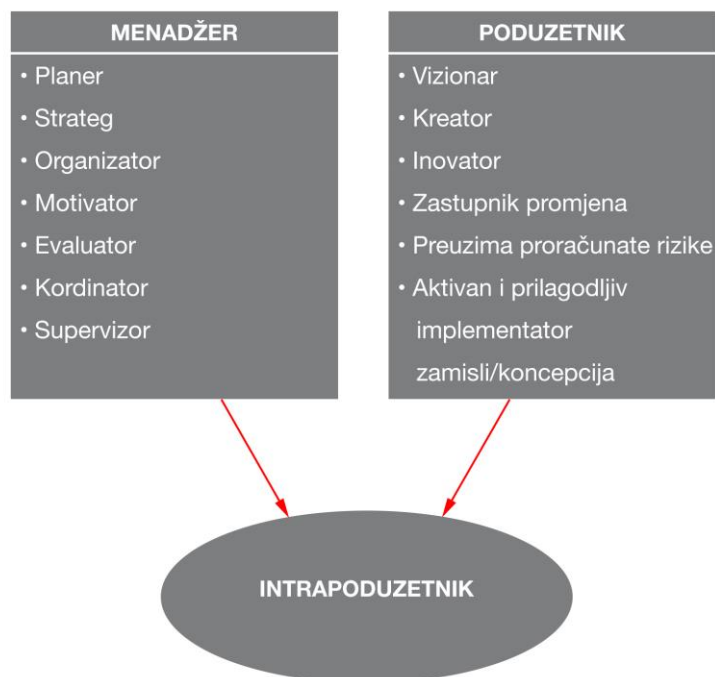 MENADŽER
• Planer
• Strateg
• Organizator
• Motivator
• Evaluator
• Kordinator
• Supervizor
PODUZETNIK
• Vizionar
• Kreator
• Inovator
• Zastupnik promjena
• Preuzima proračunate rizike
• Aktivan i prilagodljiv
implementator
zamisli/koncepcija
INTRAPODUZETNIK